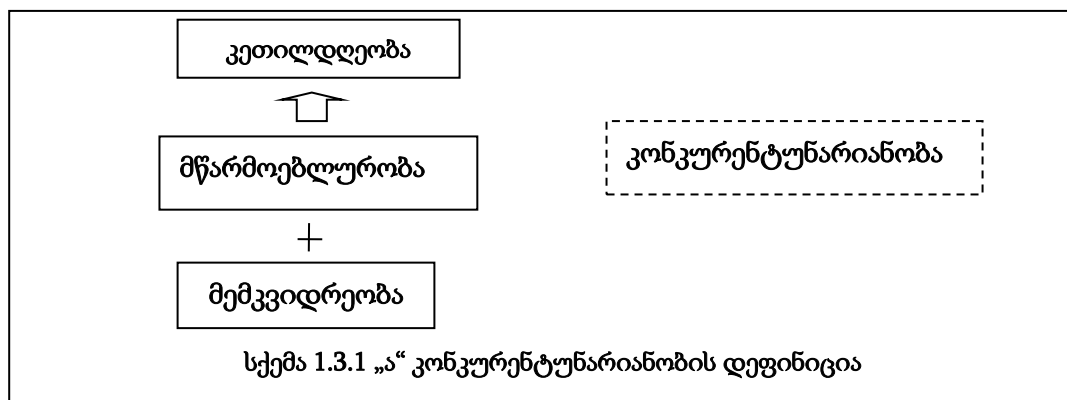 კეთილდღეობა
მწარმოებლურობა
კონკურენტუნარიანობა
+
მემკვიდრეობა
სქემა 1.3.1 „ა“ კონკურენტუნარიანობის დეფინიცია